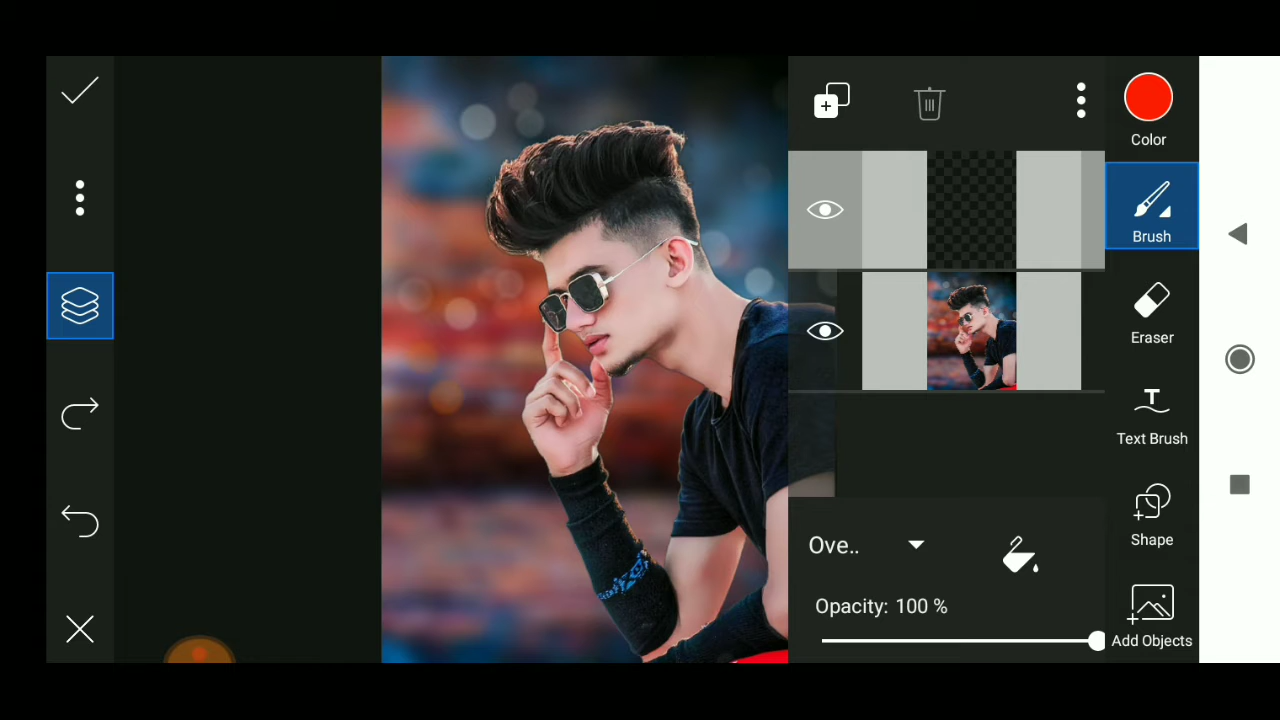 Color
Brush
Eraser
Text Brush
Shape
Ove..
Opacity: 100 %
Add Objects